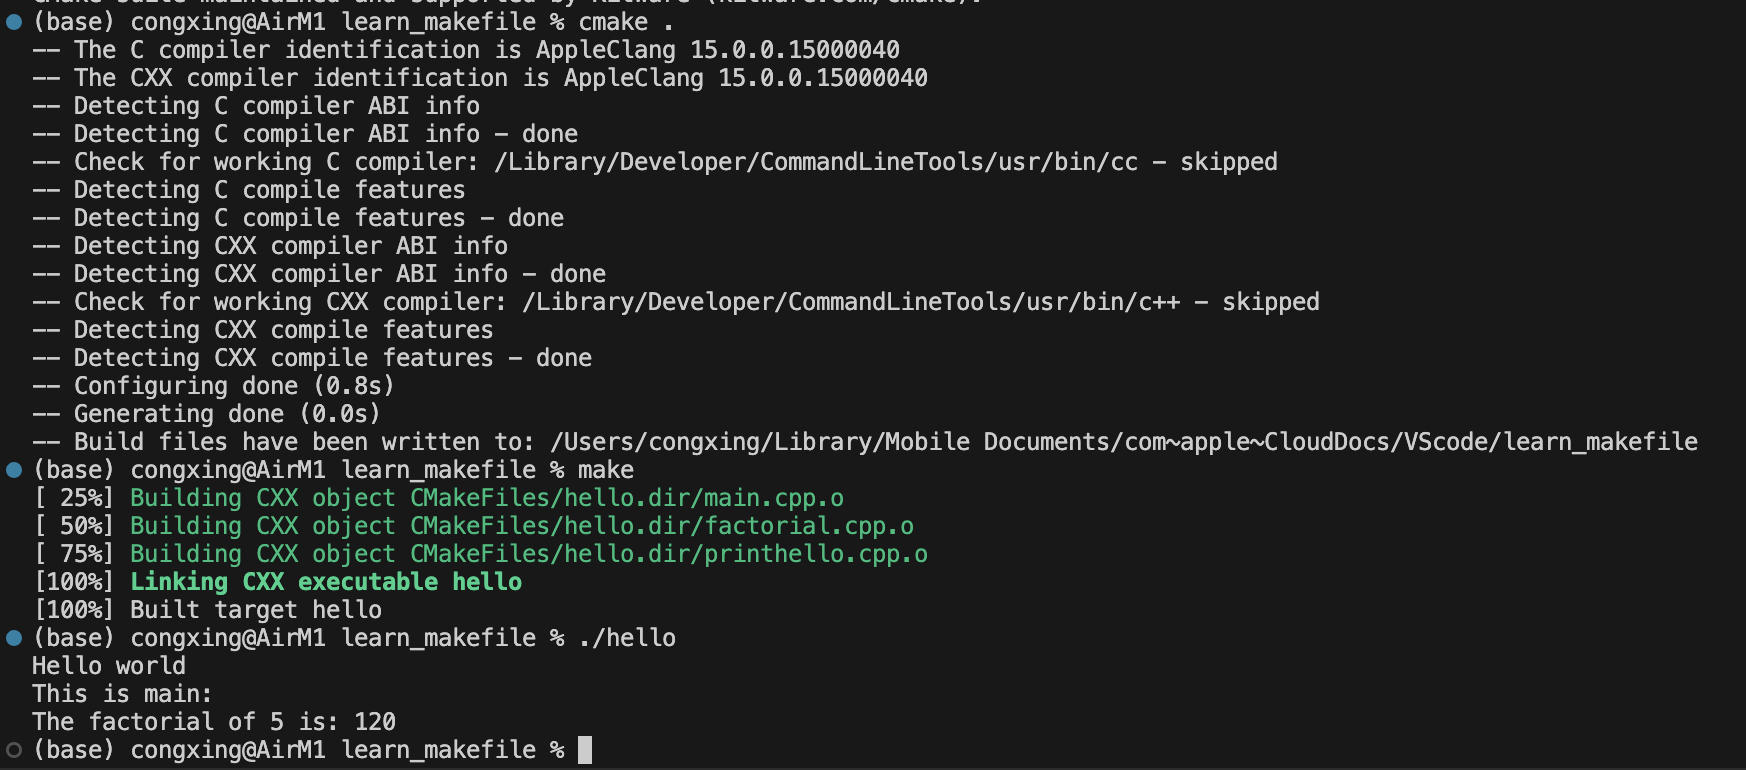 CMake suite maintained and supported by Kitware (kitware.com/cmake).
(base) congxing@AirM1 learn_makefile % cmake .
-- The C compiler identification is AppleClang 15.0.0.15000040
-- The CXX compiler identification is AppleClang 15.0.0.15000040
-- Detecting C compiler ABI info
-- Detecting C compiler ABI info - done
-- Check for working C compiler: /Library/Developer/CommandLineTools/usr/bin/cc - skipped
-- Detecting C compile features
-- Detecting C compile features - done
-- Detecting CXX compiler ABI info
-- Detecting CXX compiler ABI info - done
-- Check for working CXX compiler: /Library/Developer/CommandLineTools/usr/bin/c++ - skipped
-- Detecting CXX compile features
-- Detecting CXX compile features - done
-- Configuring done (0.8s)
-- Generating done (0.0s)
-- Build files have been written to: /Users/congxing/Library/Mobile Documents/com~apple~CloudDocs/VScode/learn_makefile
(base) congxing@AirM1 learn_makefile % make
[ 25%] Building CXX object CMakeFiles/hello.dir/main.cpp.o
[ 50%] Building CXX object CMakeFiles/hello.dir/factorial.cpp.o
[ 75%] Building CXX object CMakeFiles/hello.dir/printhello.cpp.o
[100%] Linking CXX executable hello
[100%] Built target hello
(base) congxing@AirM1 learn_makefile % ./hello
Hello world
This is main:
The factorial of 5 is: 120
(base) congxing@AirM1 learn_makefile %